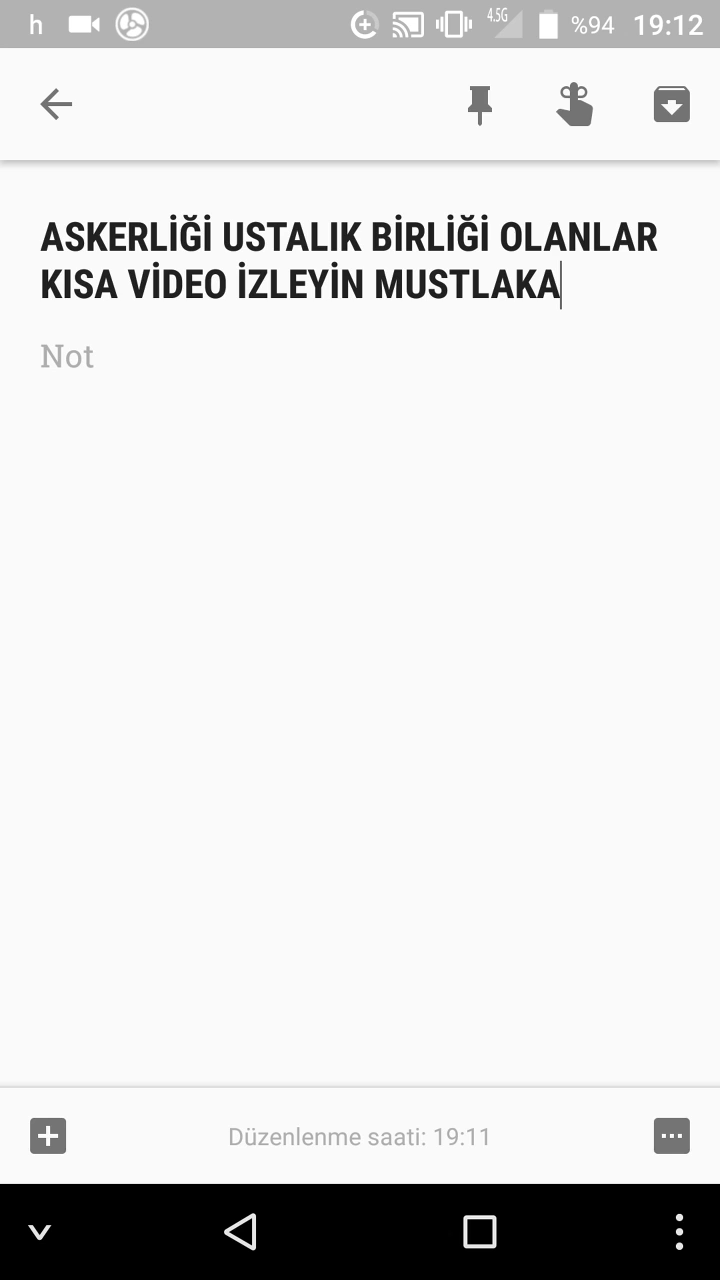 h 4.5G %94 19:12
ASKERLİĞİ USTALIK BİRLİĞİ OLANLAR
KISA VİDEO İZLEYİN MUSTLAKA
Not
Düzenlenme saati: 19:11